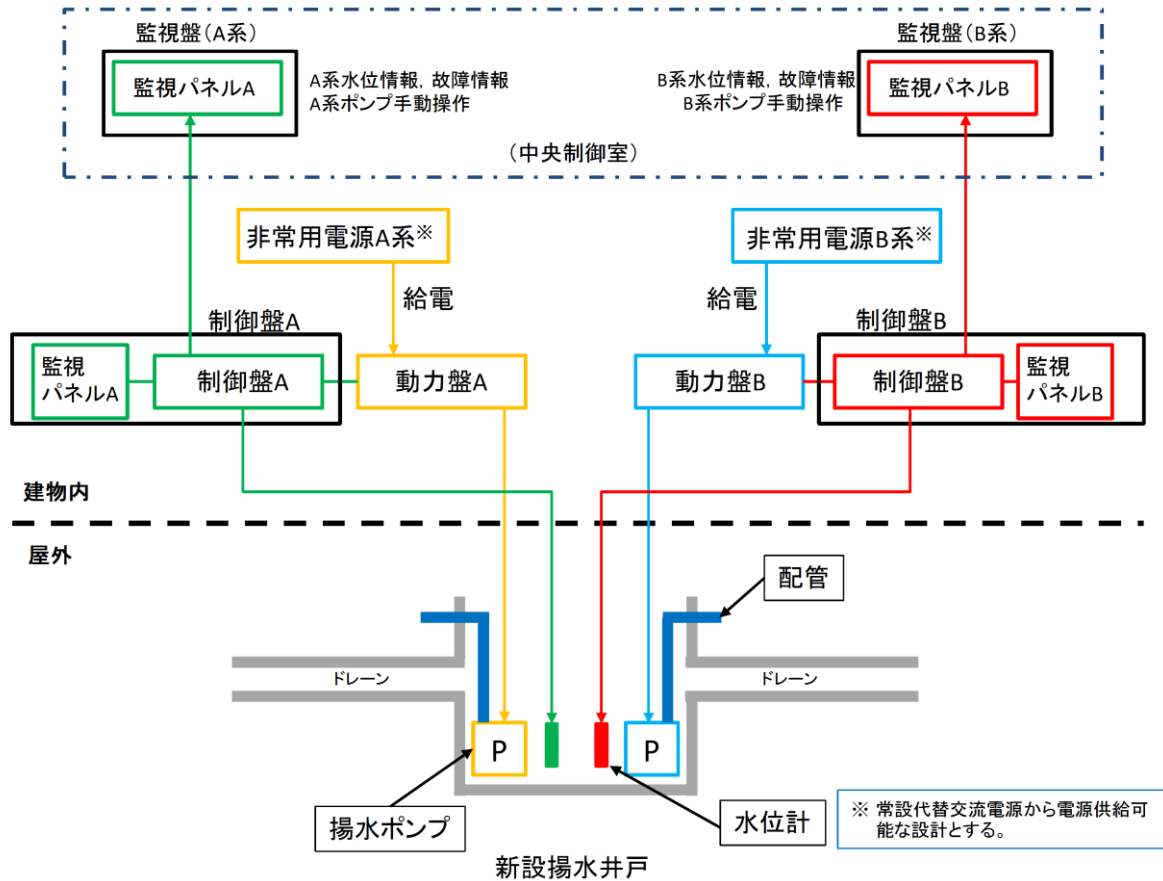 監視盤(A系)
監視パネルA
A系水位情報, 故障情報
A系ポンプ手動操作
監視盤(B系)
監視パネルB
B系水位情報, 故障情報
B系ポンプ手動操作
(中央制御室)
非常用電源A系※
非常用電源B系※
給電
給電
制御盤A
監視
パネルA
制御盤A
動力盤A
動力盤B
制御盤B
制御盤B
監視
パネルB
建物内
屋外
配管
ドレーン
ドレーン
P
P
揚水ポンプ
水位計
※ 常設代替交流電源から電源供給可
能な設計とする。
新設揚水井戸